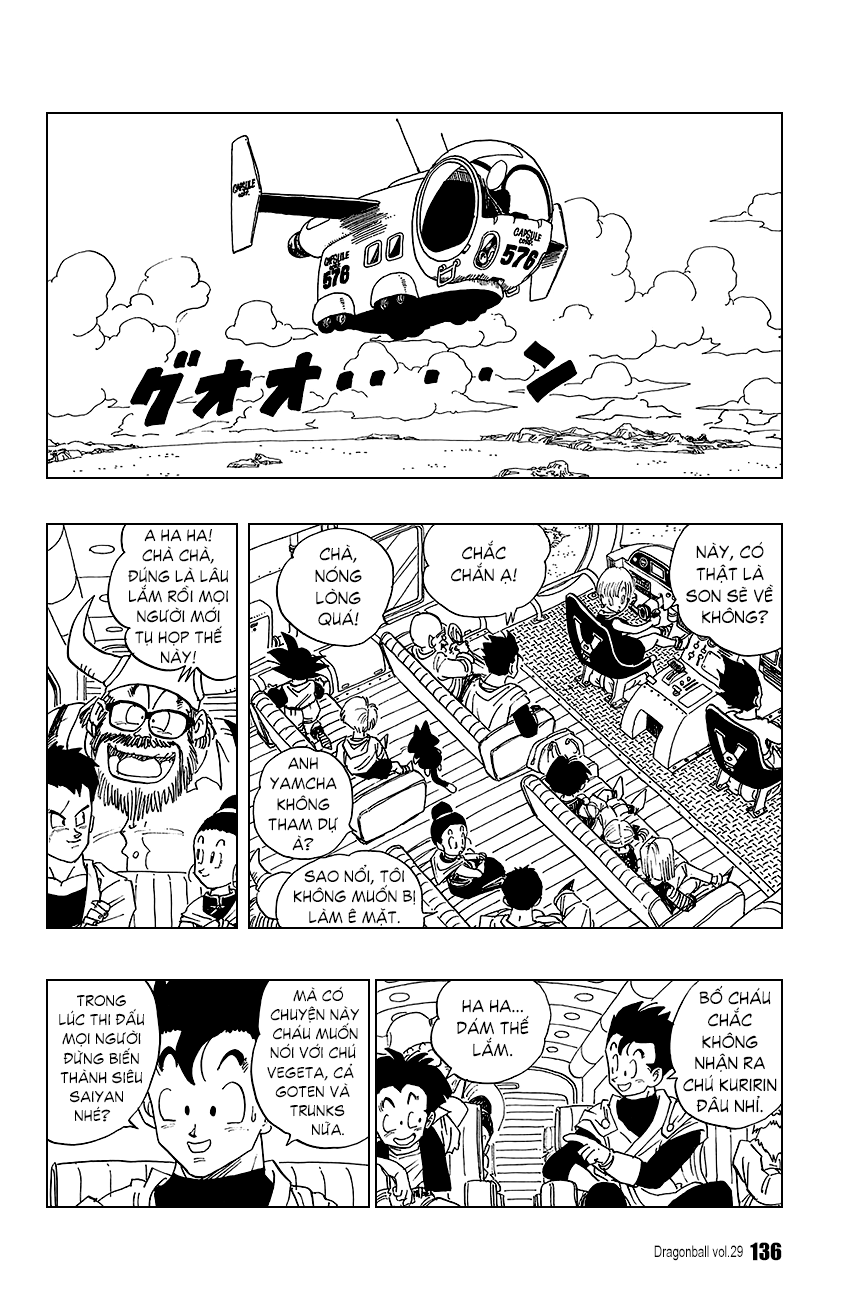 CAPSULE
CORP.
CAPSULE
CORP.
576
CAPSULE
CORP.
576
グオオ・・・・ン
NÀY, CÓ
THẬT LÀ
SON SẼ VỀ
KHÔNG?
CHẮC
CHẮN Ạ!
CHÀ,
NÓNG
LÒNG
QUÁ!
ANH
YAMCHA
KHÔNG
THAM DỰ
À?
SAO NỔI, TÔI
KHÔNG MUỐN BỊ
LÀM Ê MẶT.
A HA HA!
CHÀ CHÀ,
ĐÚNG LÀ LÂU
LẮM RỒI MỌI
NGƯỜI MỚI
TỤ HỌP THẾ
NÀY!
BỐ CHÁU
CHẮC
KHÔNG
NHẬN RA
CHÚ KURIRIN
ĐÂU NHỈ.
HA HA...
DÁM THẾ
LẮM.
MÀ CÓ
CHUYỆN NÀY
CHÁU MUỐN
NÓI VỚI CHÚ
VEGETA, CẢ
GOTEN VÀ
TRUNKS
NỮA.
TRONG
LÚC THI ĐẤU
MỌI NGƯỜI
ĐỪNG BIẾN
THÀNH SIÊU
SAIYAN
NHÉ?
Dragonball vol.29 136